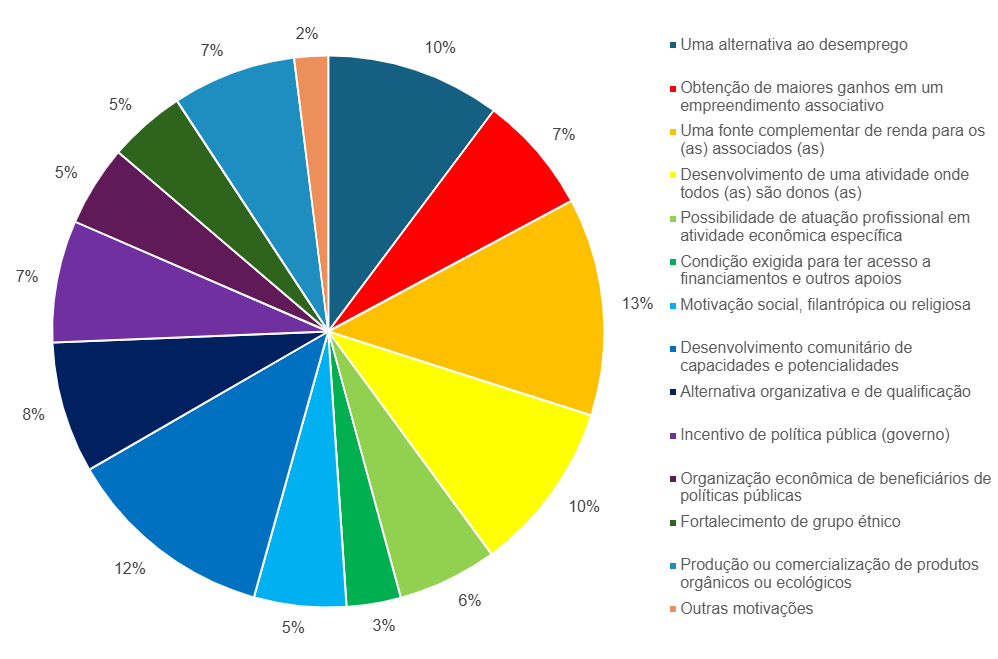 2%
10%
7%
7%
5%
5%
13%
7%
8%
10%
12%
6%
5%
3%
Uma alternativa ao desemprego
Obtenção de maiores ganhos em um
empreendimento associativo
Uma fonte complementar de renda para os
(as) associados (as)
Desenvolvimento de uma atividade onde
todos (as) são donos (as)
Possibilidade de atuação profissional em
atividade econômica específica
Condição exigida para ter acesso a
financiamentos e outros apoios
Motivação social, filantrópica ou religiosa
Desenvolvimento comunitário de
capacidades e potencialidades
Alternativa organizativa e de qualificação
Incentivo de política pública (governo)
Organização econômica de beneficiários de
políticas públicas
Fortalecimento de grupo étnico
Produção ou comercialização de produtos
orgânicos ou ecológicos
Outras motivações